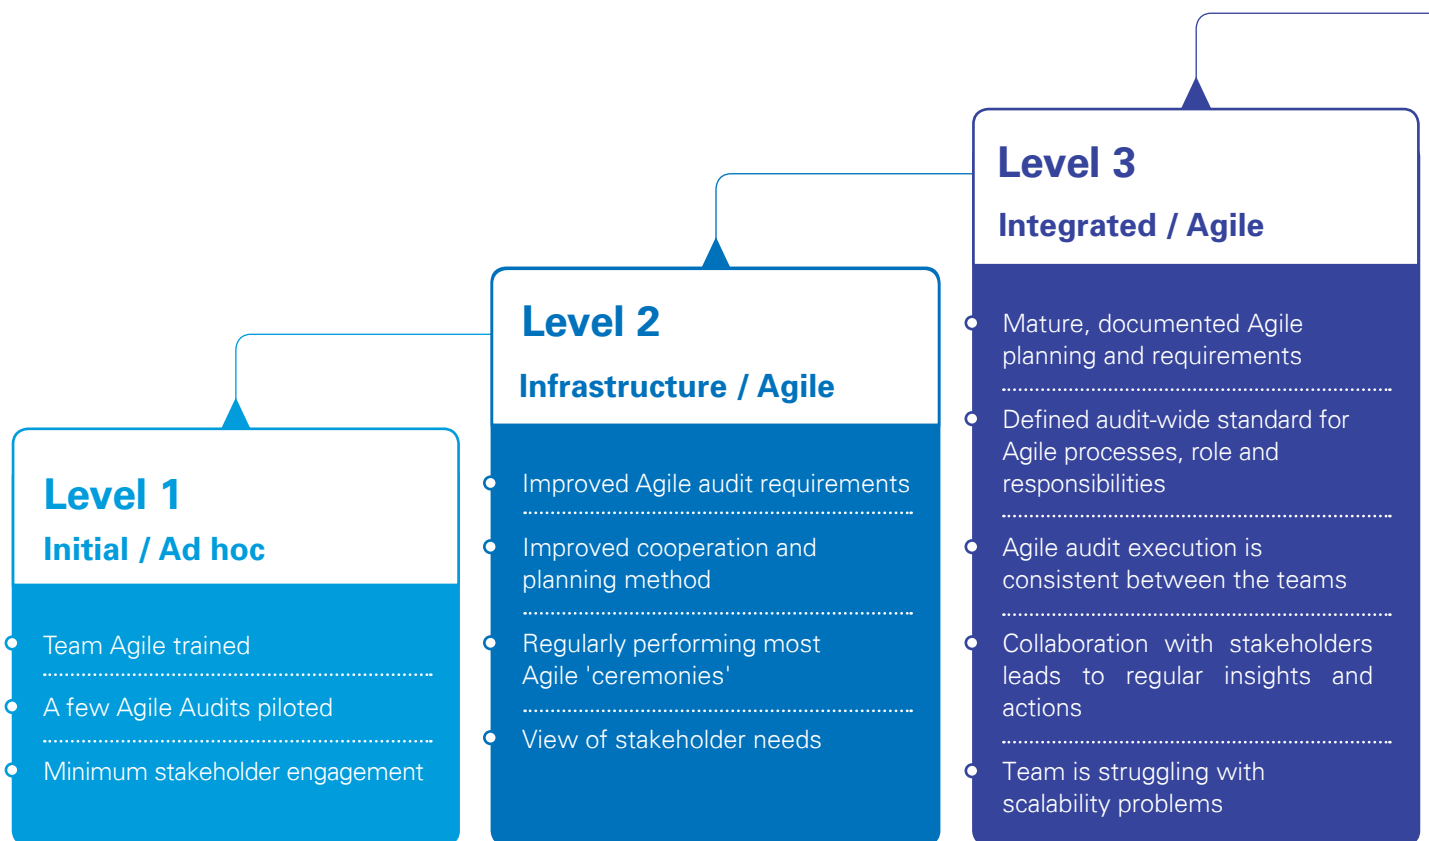 Level 1
Initial / Ad hoc
Team Agile trained
A few Agile Audits piloted
Minimum stakeholder engagement
Level 2
Infrastructure / Agile
Improved Agile audit requirements
Improved cooperation and
planning method
Regularly performing most
Agile 'ceremonies'
View of stakeholder needs
Level 3
Integrated / Agile
Mature, documented Agile
planning and requirements
Defined audit-wide standard for
Agile processes, role and
responsibilities
Agile audit execution is
consistent between the teams
Collaboration with stakeholders
leads to regular insights and
actions
Team is struggling with
scalability problems